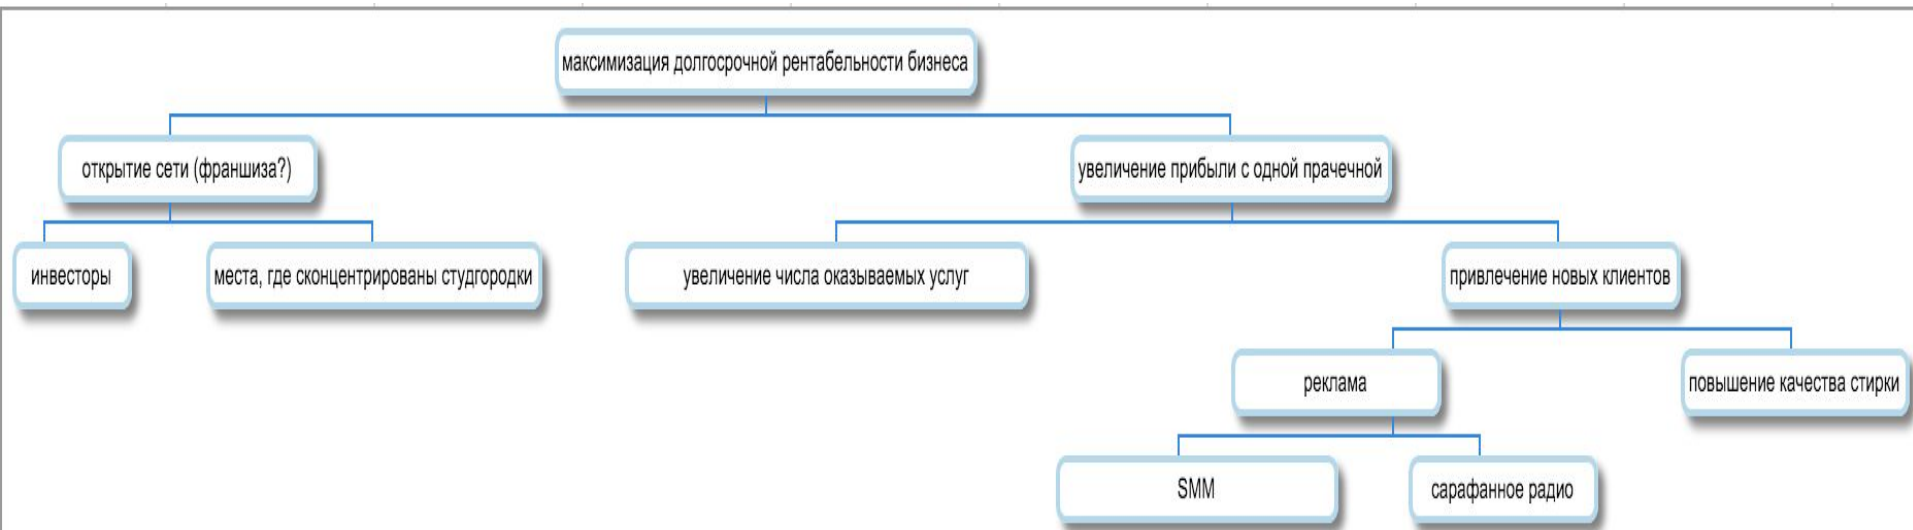 максимизация долгосрочной рентабельности бизнеса
открытие сети (франшиза?)
увеличение прибыли с одной прачечной
инвесторы
места, где сконцентрированы студгородки
увеличение числа оказываемых услуг
привлечение новых клиентов
реклама
повышение качества стирки
SMM
сарафанное радио